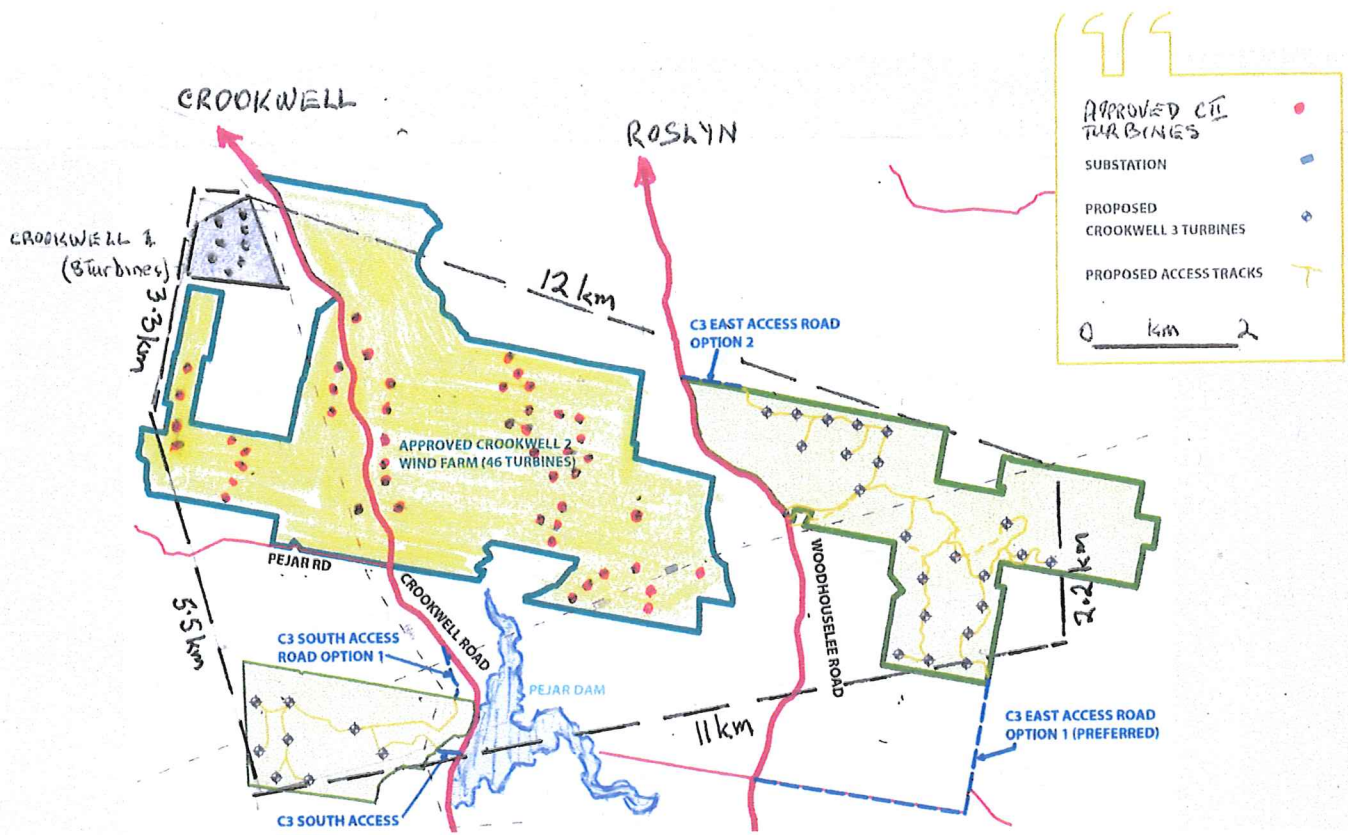 CROOKWELL
ROSLYN
APPROVED CII
TURBINES
SUBSTATION
PROPOSED
CROOKWELL 3 TURBINES
PROPOSED ACCESS TRACKS
0 km 2
CROOKWELL 1
(8 Turbines)
3.3km
12 km
C3 EAST ACCESS ROAD
OPTION 2
APPROVED CROOKWELL 2
WIND FARM (46 TURBINES)
PEJAR RD
CROOKWELL ROAD
WOODHOUSELEE ROAD
2.2km
5.5km
C3 SOUTH ACCESS
ROAD OPTION 1
PEJAR DAM
11km
C3 EAST ACCESS ROAD
OPTION 1 (PREFERRED)
C3 SOUTH ACCESS